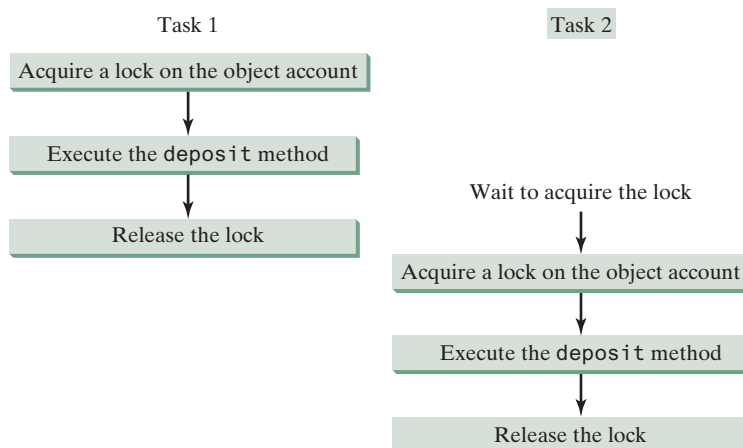 Task 1
Task 2
Acquire a lock on the object account
Execute the deposit method
Release the lock
Wait to acquire the lock
Acquire a lock on the object account
Execute the deposit method
Release the lock